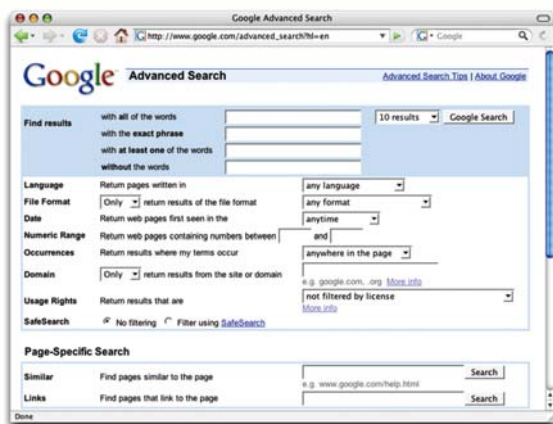 Google Advanced Search
http://www.google.com/advanced_search?hl=en
Google
Google Advanced Search
Advanced Search Tips | About Google
Find results
with all of the words
10 results
Google Search
with the exact phrase
with at least one of the words
without the words
Language Return pages written in any language
File Format Only return results of the file format any format
Date Return web pages first seen in the anytime
Numeric Range Return web pages containing numbers between and
Occurrences Return results where my terms occur anywhere in the page
Domain Only return results from the site or domain
e.g. google.com, .org More info
Usage Rights Return results that are not filtered by license
More info
SafeSearch No filtering Filter using SafeSearch
Page-Specific Search
Similar Find pages similar to the page Search
e.g. www.google.com/help.html
Links Find pages that link to the page Search
Done